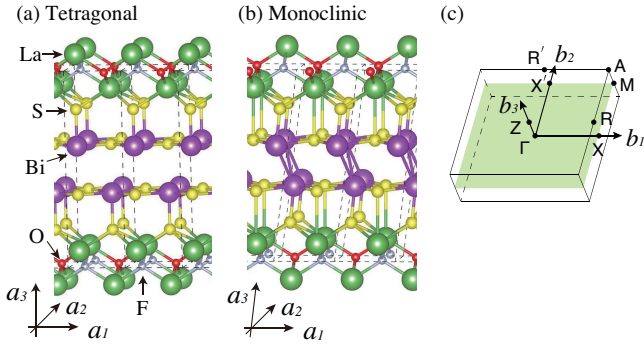 (a) Tetragonal
(b) Monoclinic
(c)
La
S
Bi
O
F
a3
a2
a1
a3
a2
a1
R′
b2
A
X′
M
b3
Z
R
Γ
X
b1